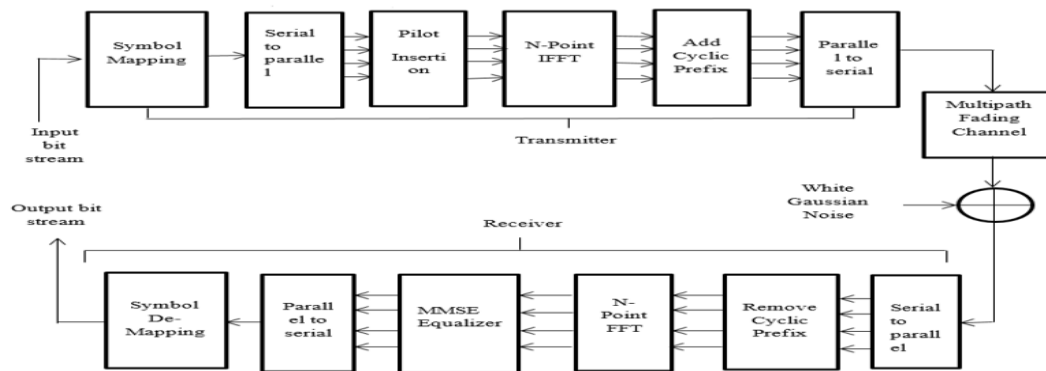 Symbol
Mapping
Serial
to
paralle
l
Pilot
Inserti
on
N-Point
IFFT
Add
Cyclic
Prefix
Paralle
l to
serial
Multipath
Fading
Channel
Input
bit
stream
Transmitter
White
Gaussian
Noise
Output bit
stream
Receiver
Symbol
De-
Mapping
Parall
el to
serial
MMSE
Equalizer
N-
Point
FFT
Remove
Cyclic
Prefix
Serial
to
parall
el